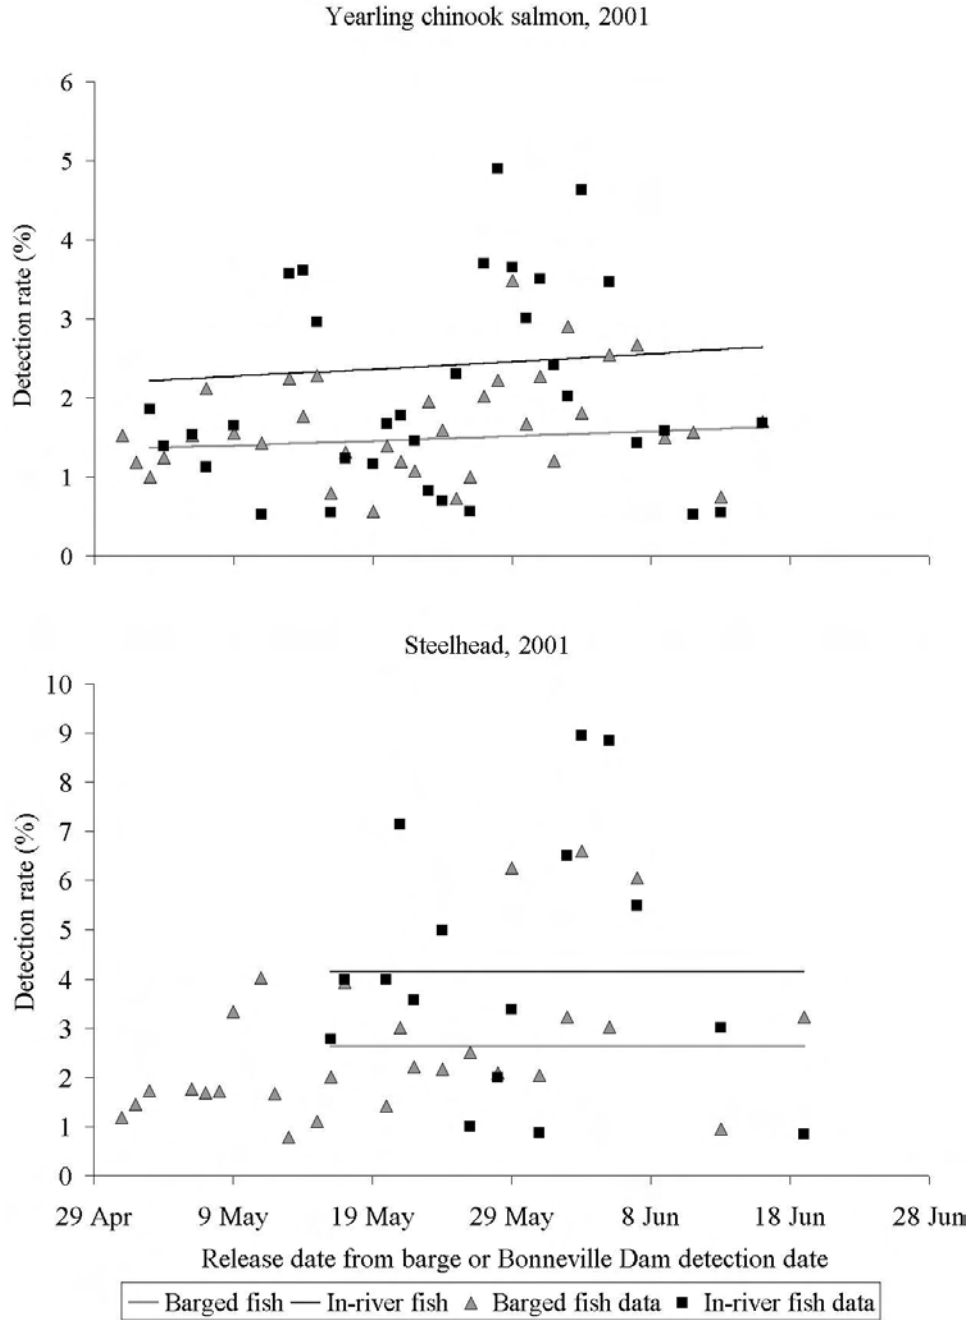 Yearling chinook salmon, 2001
6
5
4
3
2
1
0
Detection rate (%)
Steelhead, 2001
10
9
8
7
6
5
4
3
2
1
0
Detection rate (%)
29 Apr 9 May 19 May 29 May 8 Jun 18 Jun 28 Jun
Release date from barge or Bonneville Dam detection date
Barged fish In-river fish Barged fish data In-river fish data